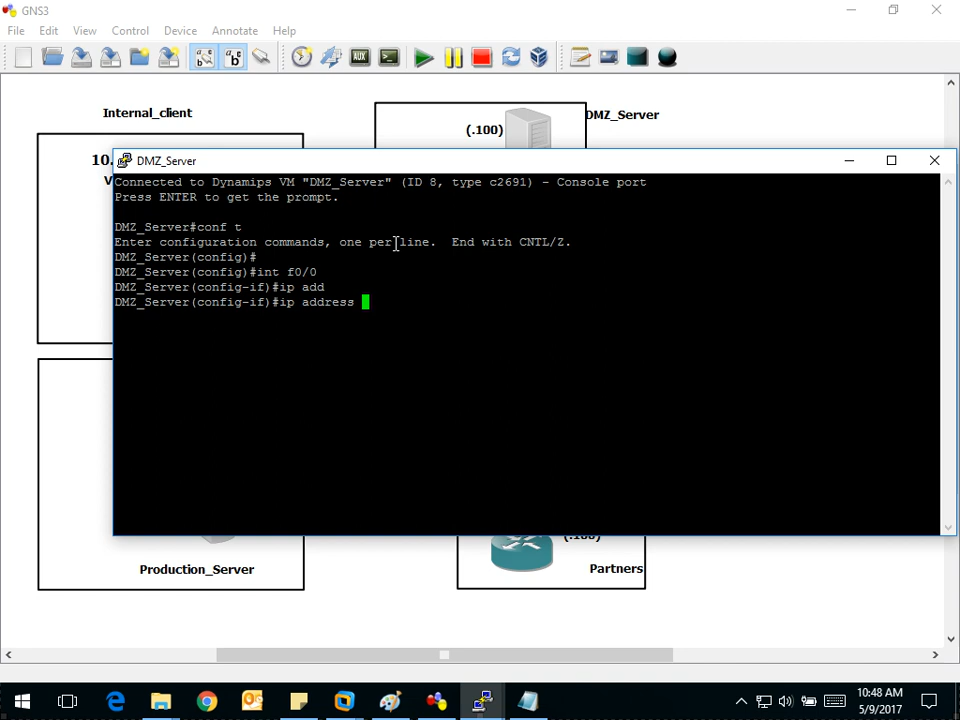 GNS3
File Edit View Control Device Annotate Help
Internal_client
(.100)
DMZ_Server
10.
V
DMZ_Server
Connected to Dynamips VM "DMZ_Server" (ID 8, type c2691) - Console port
Press ENTER to get the prompt.
DMZ_Server#conf t
Enter configuration commands, one per line.  End with CNTL/Z.
DMZ_Server(config)#
DMZ_Server(config)#int f0/0
DMZ_Server(config-if)#ip add
DMZ_Server(config-if)#ip address
Production_Server
Partners
10:48 AM
5/9/2017